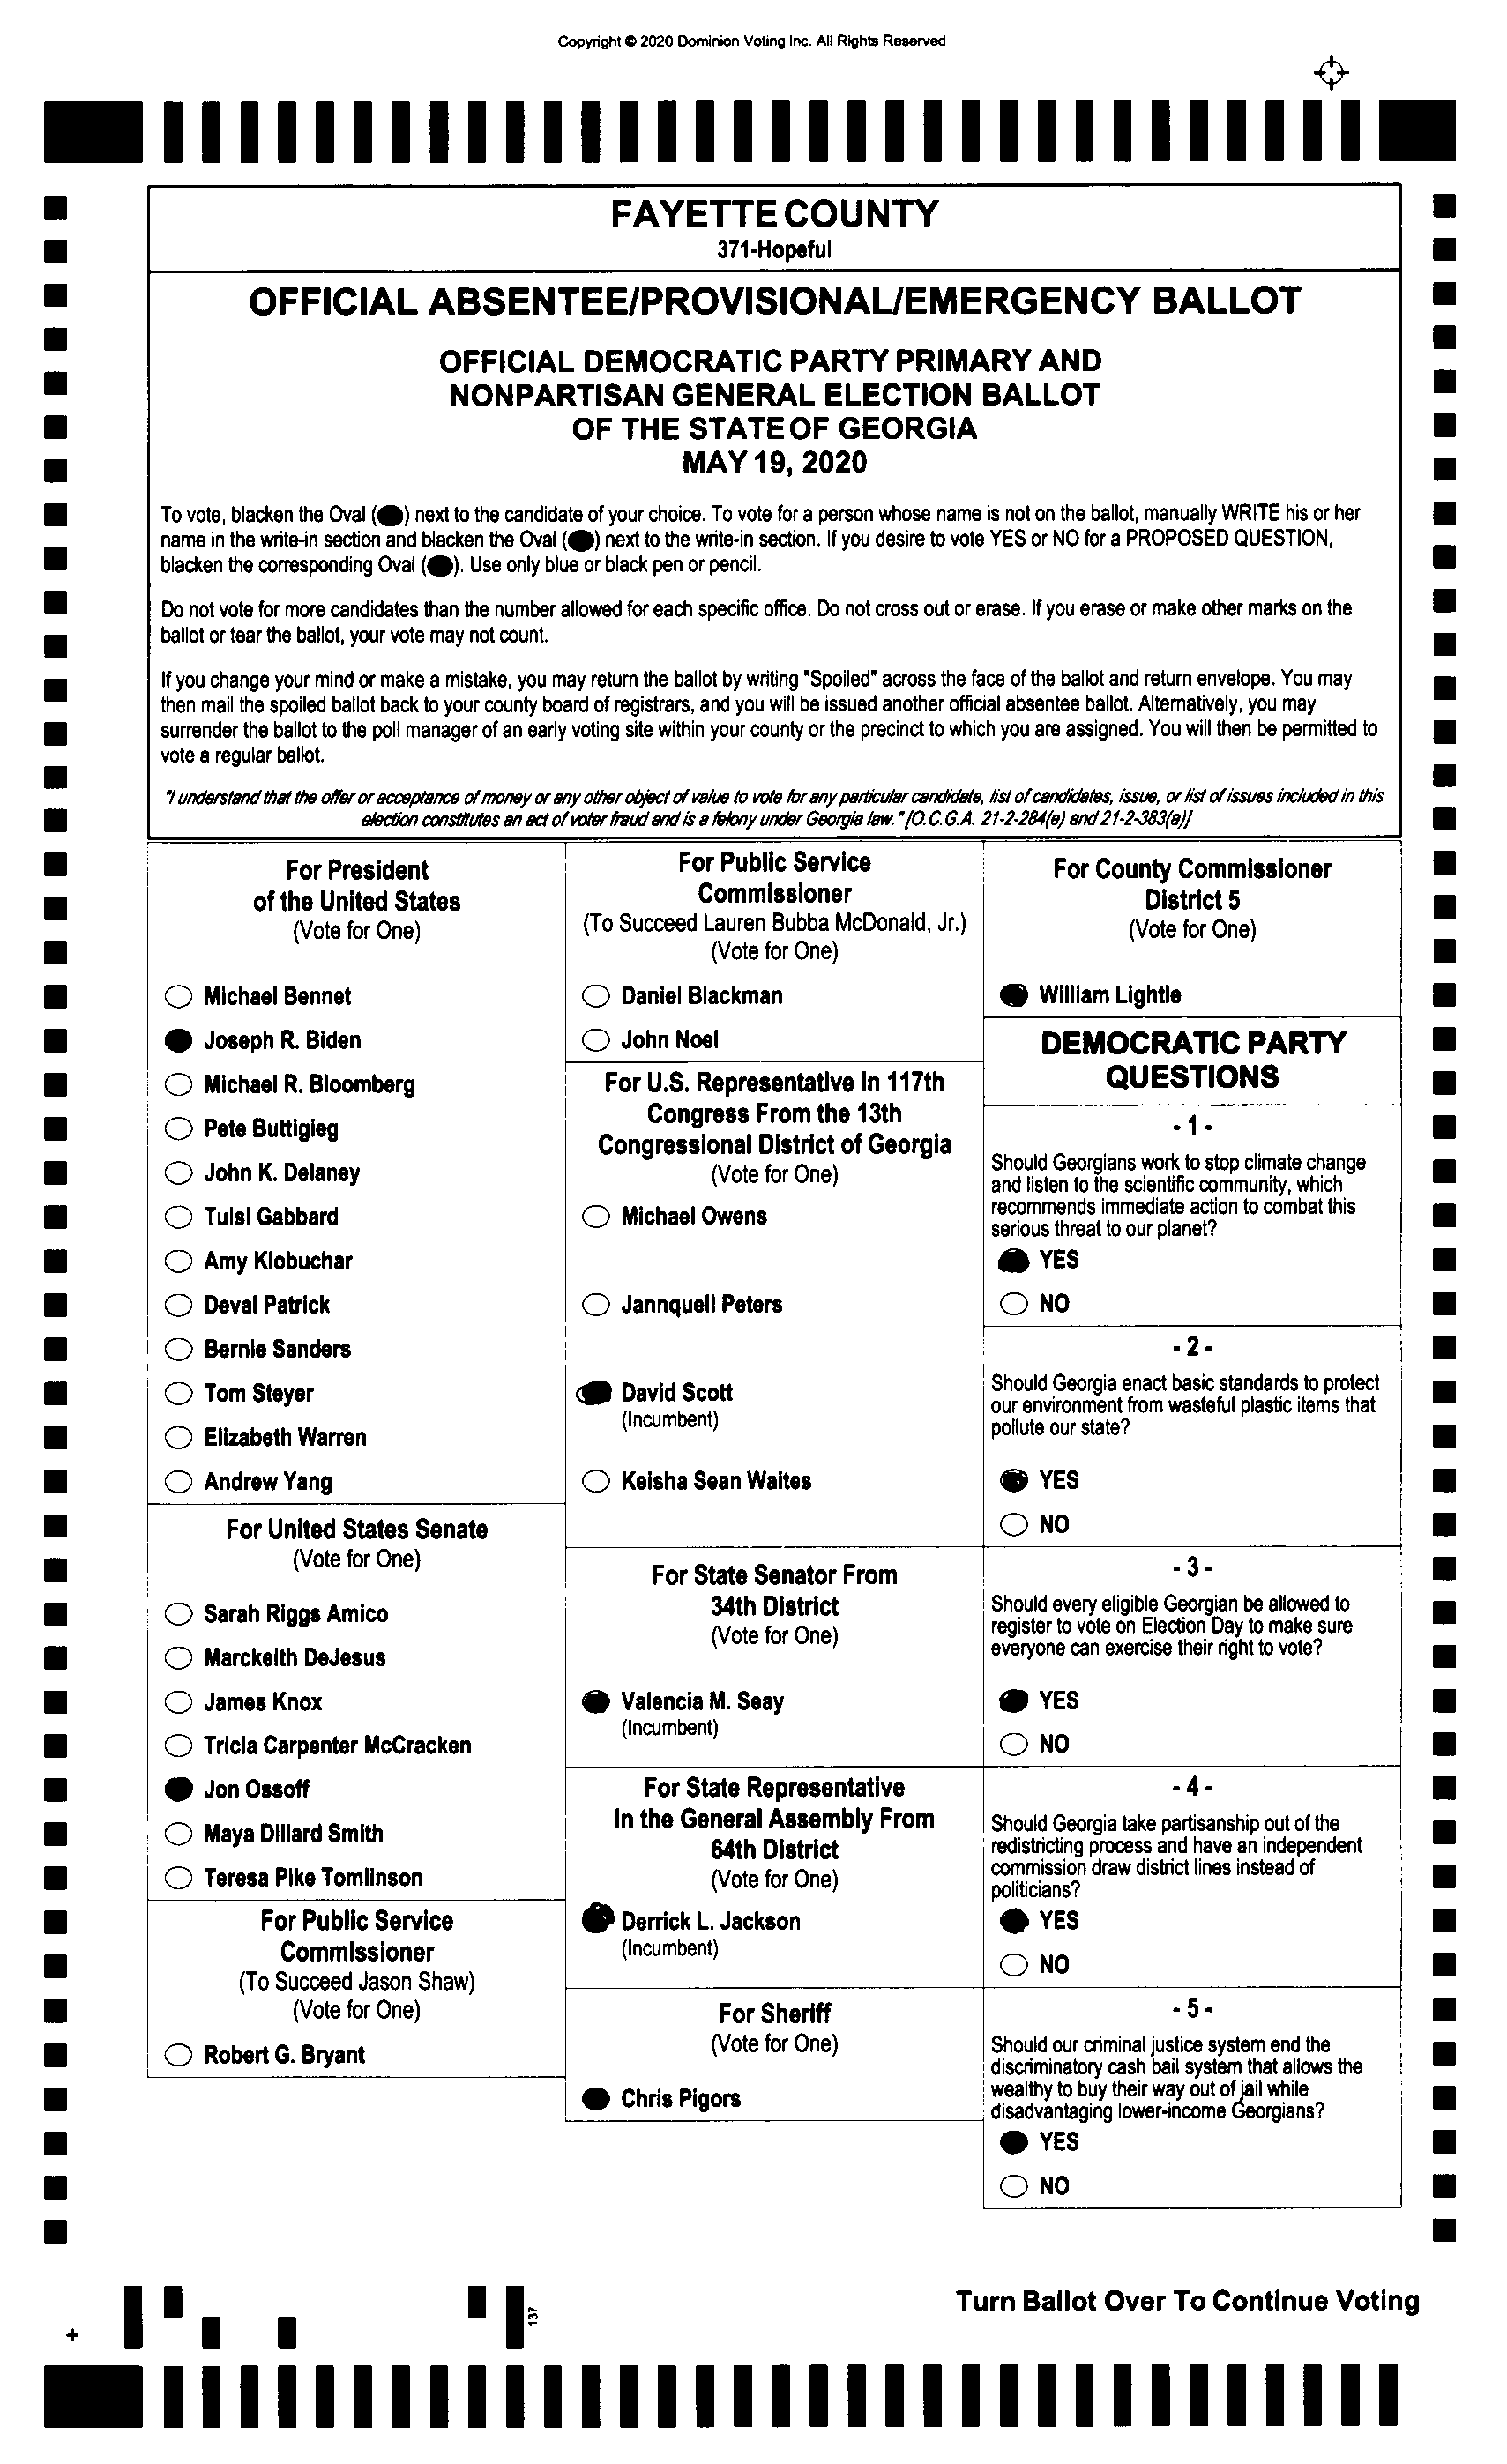 Copyright © 2020 Dominion Voting Inc. All Rights Reserved
FAYETTE COUNTY
371-Hopeful
OFFICIAL ABSENTEE/PROVISIONAL/EMERGENCY BALLOT
OFFICIAL DEMOCRATIC PARTY PRIMARY AND
NONPARTISAN GENERAL ELECTION BALLOT
OF THE STATE OF GEORGIA
MAY 19, 2020
To vote, blacken the Oval (●) next to the candidate of your choice. To vote for a person whose name is not on the ballot, manually WRITE his or her
name in the write-in section and blacken the Oval (●) next to the write-in section. If you desire to vote YES or NO for a PROPOSED QUESTION,
blacken the corresponding Oval (●). Use only blue or black pen or pencil.
Do not vote for more candidates than the number allowed for each specific office. Do not cross out or erase. If you erase or make other marks on the
ballot or tear the ballot, your vote may not count.
If you change your mind or make a mistake, you may return the ballot by writing "Spoiled" across the face of the ballot and return envelope. You may
then mail the spoiled ballot back to your county board of registrars, and you will be issued another official absentee ballot. Alternatively, you may
surrender the ballot to the poll manager of an early voting site within your county or the precinct to which you are assigned. You will then be permitted to
vote a regular ballot.
"I understand that the offer or acceptance of money or any other object of value to vote for any particular candidate, list of candidates, issue, or list of issues included in this
election constitutes an act of voter fraud and is a felony under Georgia law." [O.C.G.A. 21-2-284(e) and 21-2-383(a)]
For President
of the United States
(Vote for One)
Michael Bennet
Joseph R. Biden
Michael R. Bloomberg
Pete Buttigieg
John K. Delaney
Tulsi Gabbard
Amy Klobuchar
Deval Patrick
Bernie Sanders
Tom Steyer
Elizabeth Warren
Andrew Yang
For United States Senate
(Vote for One)
Sarah Riggs Amico
Marckeith DeJesus
James Knox
Tricia Carpenter McCracken
Jon Ossoff
Maya Dillard Smith
Teresa Pike Tomlinson
For Public Service
Commissioner
(To Succeed Jason Shaw)
(Vote for One)
Robert G. Bryant
For Public Service
Commissioner
(To Succeed Lauren Bubba McDonald, Jr.)
(Vote for One)
Daniel Blackman
John Noel
For U.S. Representative in 117th
Congress From the 13th
Congressional District of Georgia
(Vote for One)
Michael Owens
Jannquell Peters
David Scott
(Incumbent)
Keisha Sean Waites
For State Senator From
34th District
(Vote for One)
Valencia M. Seay
(Incumbent)
For State Representative
In the General Assembly From
64th District
(Vote for One)
Derrick L. Jackson
(Incumbent)
For Sheriff
(Vote for One)
Chris Pigors
For County Commissioner
District 5
(Vote for One)
William Lightle
DEMOCRATIC PARTY
QUESTIONS
- 1 -
Should Georgians work to stop climate change
and listen to the scientific community, which
recommends immediate action to combat this
serious threat to our planet?
YES
NO
- 2 -
Should Georgia enact basic standards to protect
our environment from wasteful plastic items that
pollute our state?
YES
NO
- 3 -
Should every eligible Georgian be allowed to
register to vote on Election Day to make sure
everyone can exercise their right to vote?
YES
NO
- 4 -
Should Georgia take partisanship out of the
redistricting process and have an independent
commission draw district lines instead of
politicians?
YES
NO
- 5 -
Should our criminal justice system end the
discriminatory cash bail system that allows the
wealthy to buy their way out of jail while
disadvantaging lower-income Georgians?
YES
NO
Turn Ballot Over To Continue Voting
137
+